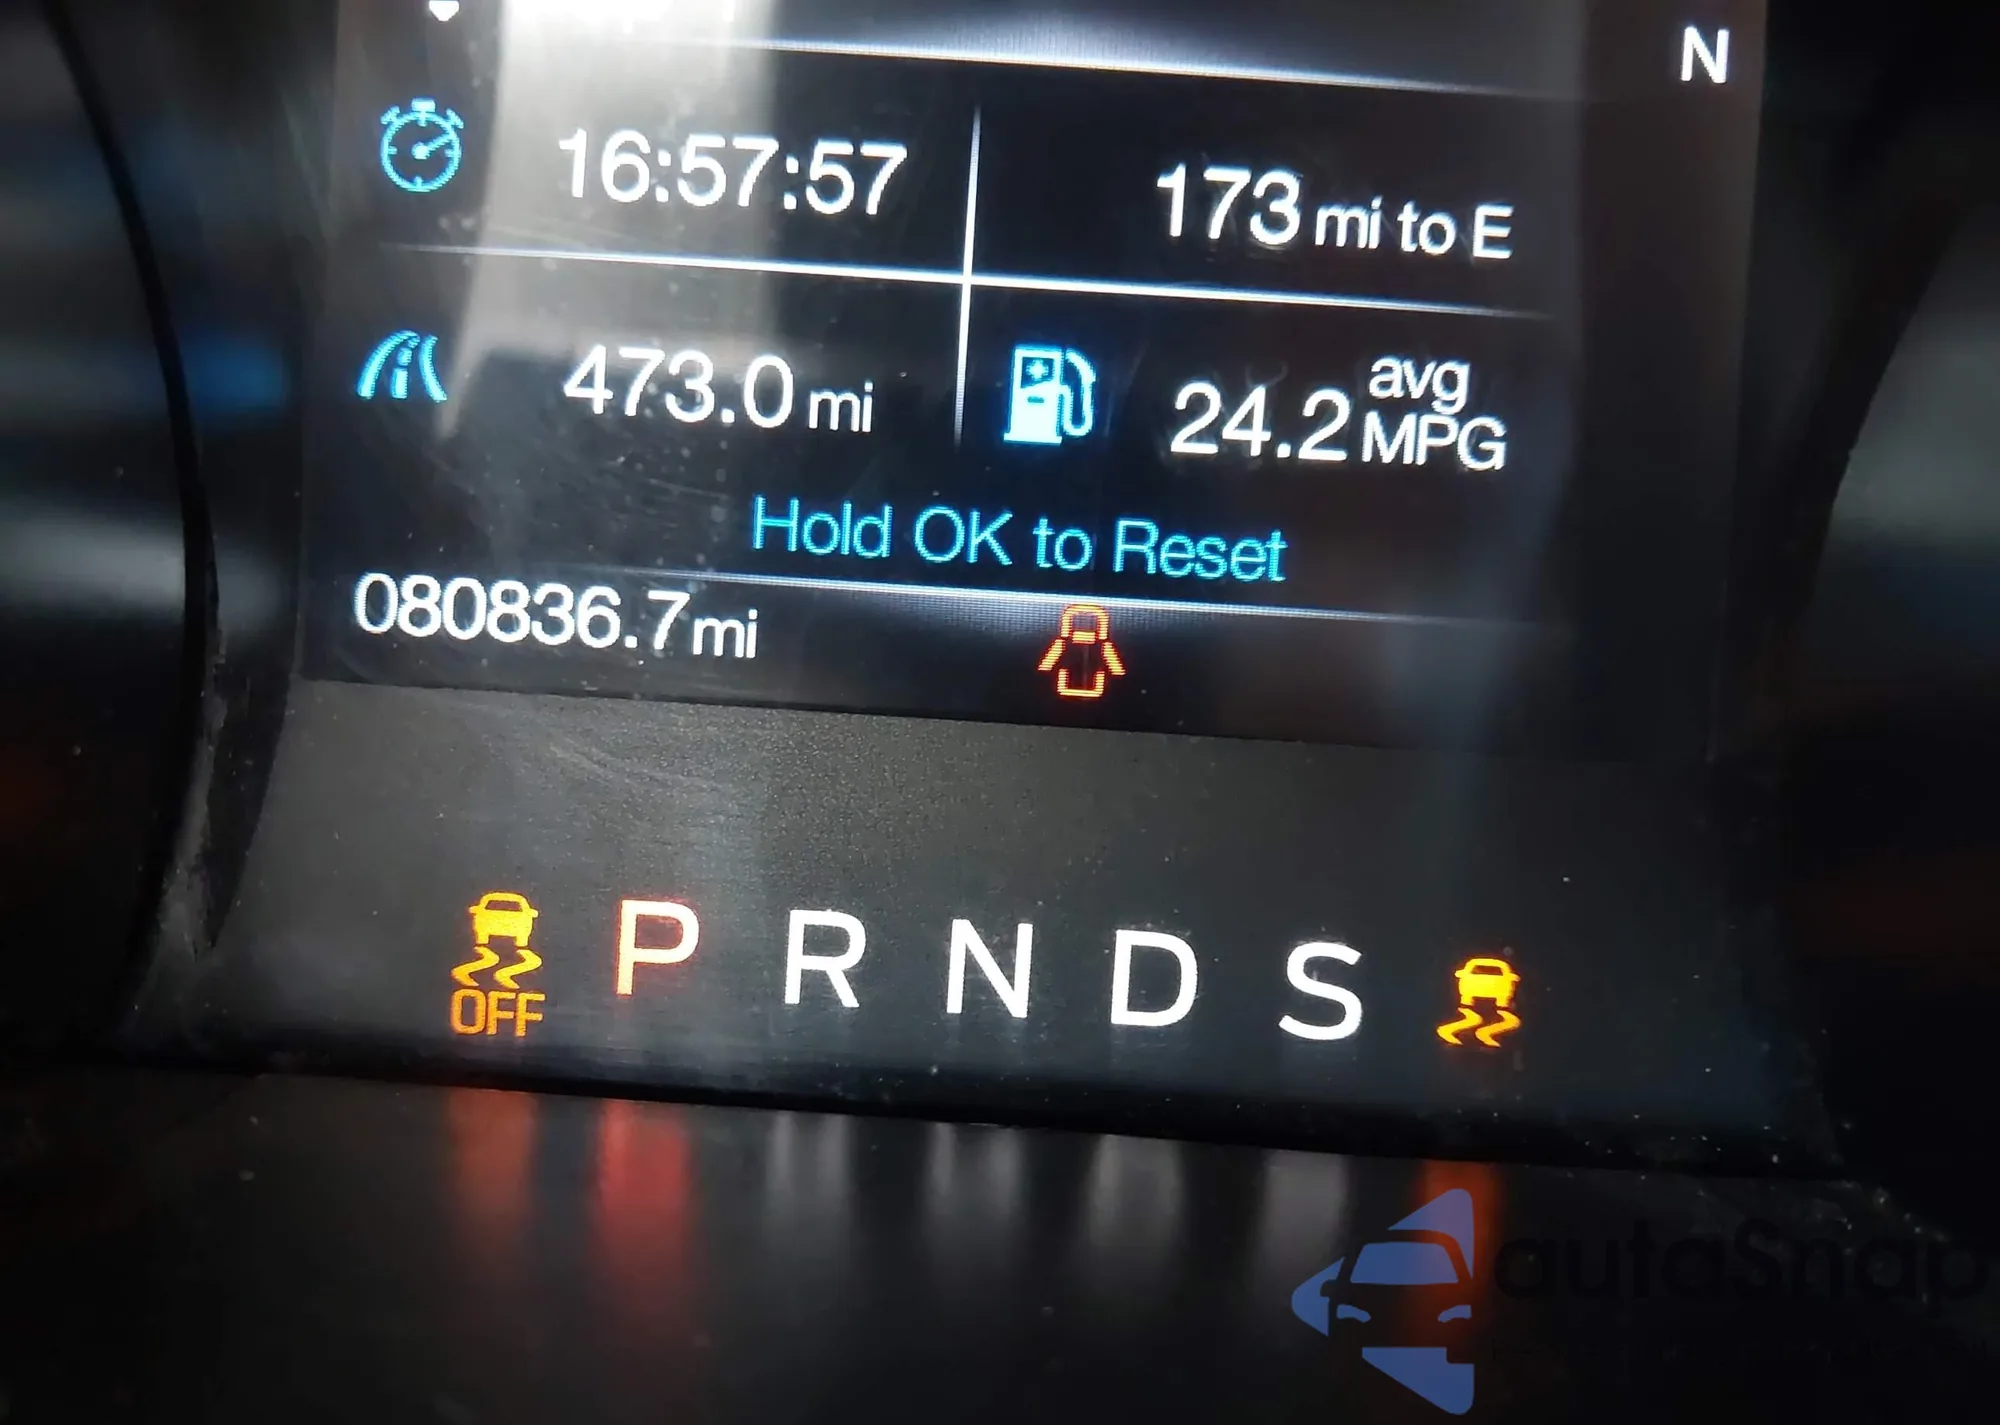 N
16:57:57
173 mi to E
473.0 mi
24.2 avg MPG
Hold OK to Reset
080836.7 mi
OFF P R N D S
autoSnap